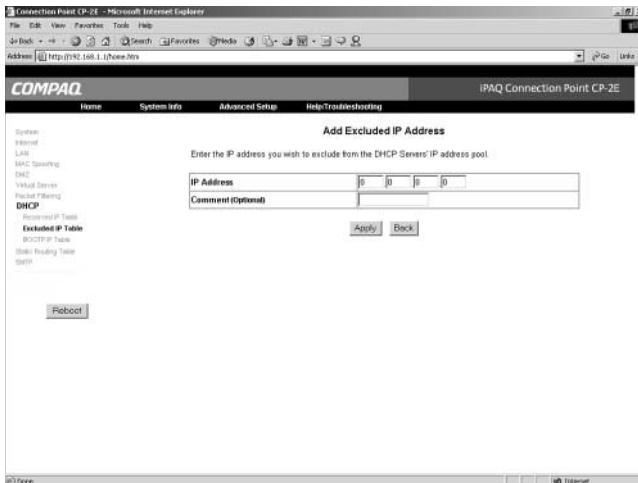 Connection Point CP-2E - Microsoft Internet Explorer
File Edit View Favorites Tools Help
Back Search Favorites Media
Address http://192.168.1.1/home.htm Go Links
COMPAQ iPAQ Connection Point CP-2E
Home System Info Advanced Setup Help/Troubleshooting
System
Internet
LAN
MAC Spoofing
DMZ
Virtual Server
Packet Filtering
DHCP
Reserved IP Table
Excluded IP Table
BOOTP IP Table
Static Routing Table
SNTP
Reboot
Add Excluded IP Address
Enter the IP address you wish to exclude from the DHCP Servers' IP address pool.
IP Address 0 0 0 0
Comment (Optional)
Apply Back
Done Internet